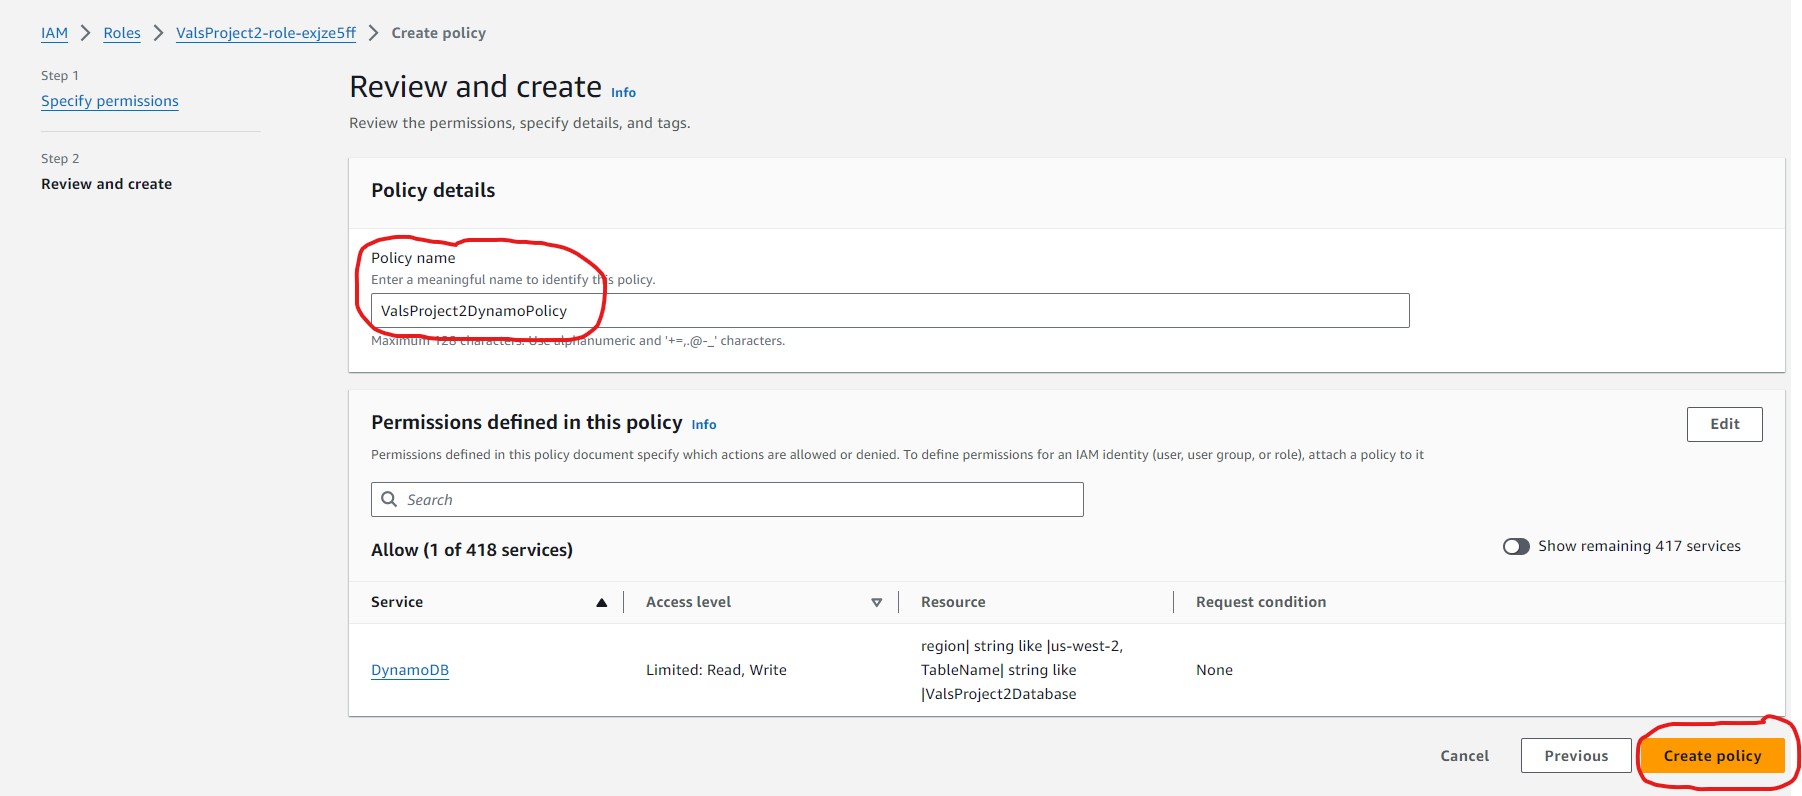 IAM > Roles > ValsProject2-role-exjze5ff > Create policy
Step 1
Specify permissions
Step 2
Review and create
Review and create Info
Review the permissions, specify details, and tags.
Policy details
Policy name
Enter a meaningful name to identify this policy.
ValsProject2DynamoPolicy
Maximum 128 characters. Use alphanumeric and '+=,.@-_' characters.
Permissions defined in this policy Info
Edit
Permissions defined in this policy document specify which actions are allowed or denied. To define permissions for an IAM identity (user, user group, or role), attach a policy to it
Search
Allow (1 of 418 services)
Show remaining 417 services
Service Access level Resource Request condition
DynamoDB Limited: Read, Write region| string like |us-west-2, None
TableName| string like
|ValsProject2Database
Cancel Previous Create policy